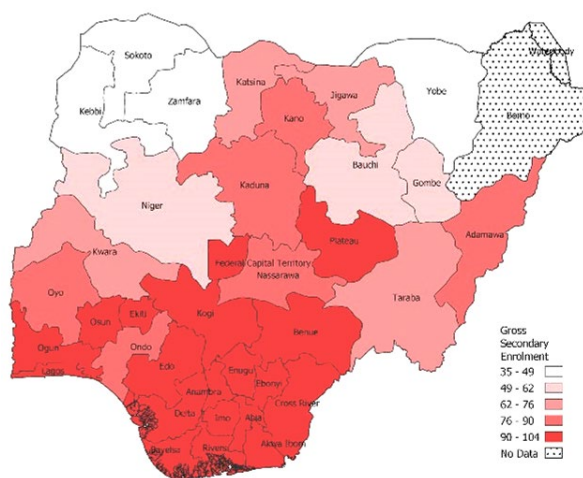 Sokoto
Kebbi
Zamfara
Katsina
Jigawa
Kano
Yobe
Borno
Bauchi
Gombe
Niger
Kaduna
Plateau
Adamawa
Kwara
Federal
Capital Territory
Nassarawa
Taraba
Oyo
Osun
Ekiti
Kogi
Benue
Ogun
Ondo
Lagos
Edo
Enugu
Ebonyi
Anambra
Cross River
Delta
Imo
Abia
Bayelsa
Rivers
Akwa Ibom
Gross
Secondary
Enrolment
35 - 49
49 - 62
62 - 76
76 - 90
90 - 104
No Data